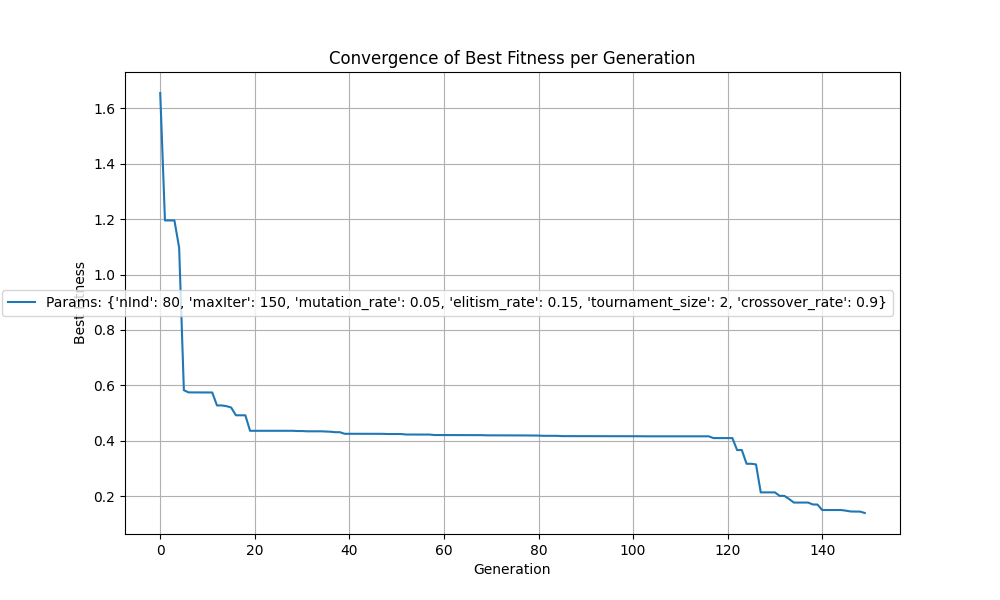 Convergence of Best Fitness per Generation
1.6
1.4
1.2
1.0
0.8
0.6
0.4
0.2
Best
ness
Params: {'nInd': 80, 'maxIter': 150, 'mutation_rate': 0.05, 'elitism_rate': 0.15, 'tournament_size': 2, 'crossover_rate': 0.9}
0 20 40 60 80 100 120 140
Generation